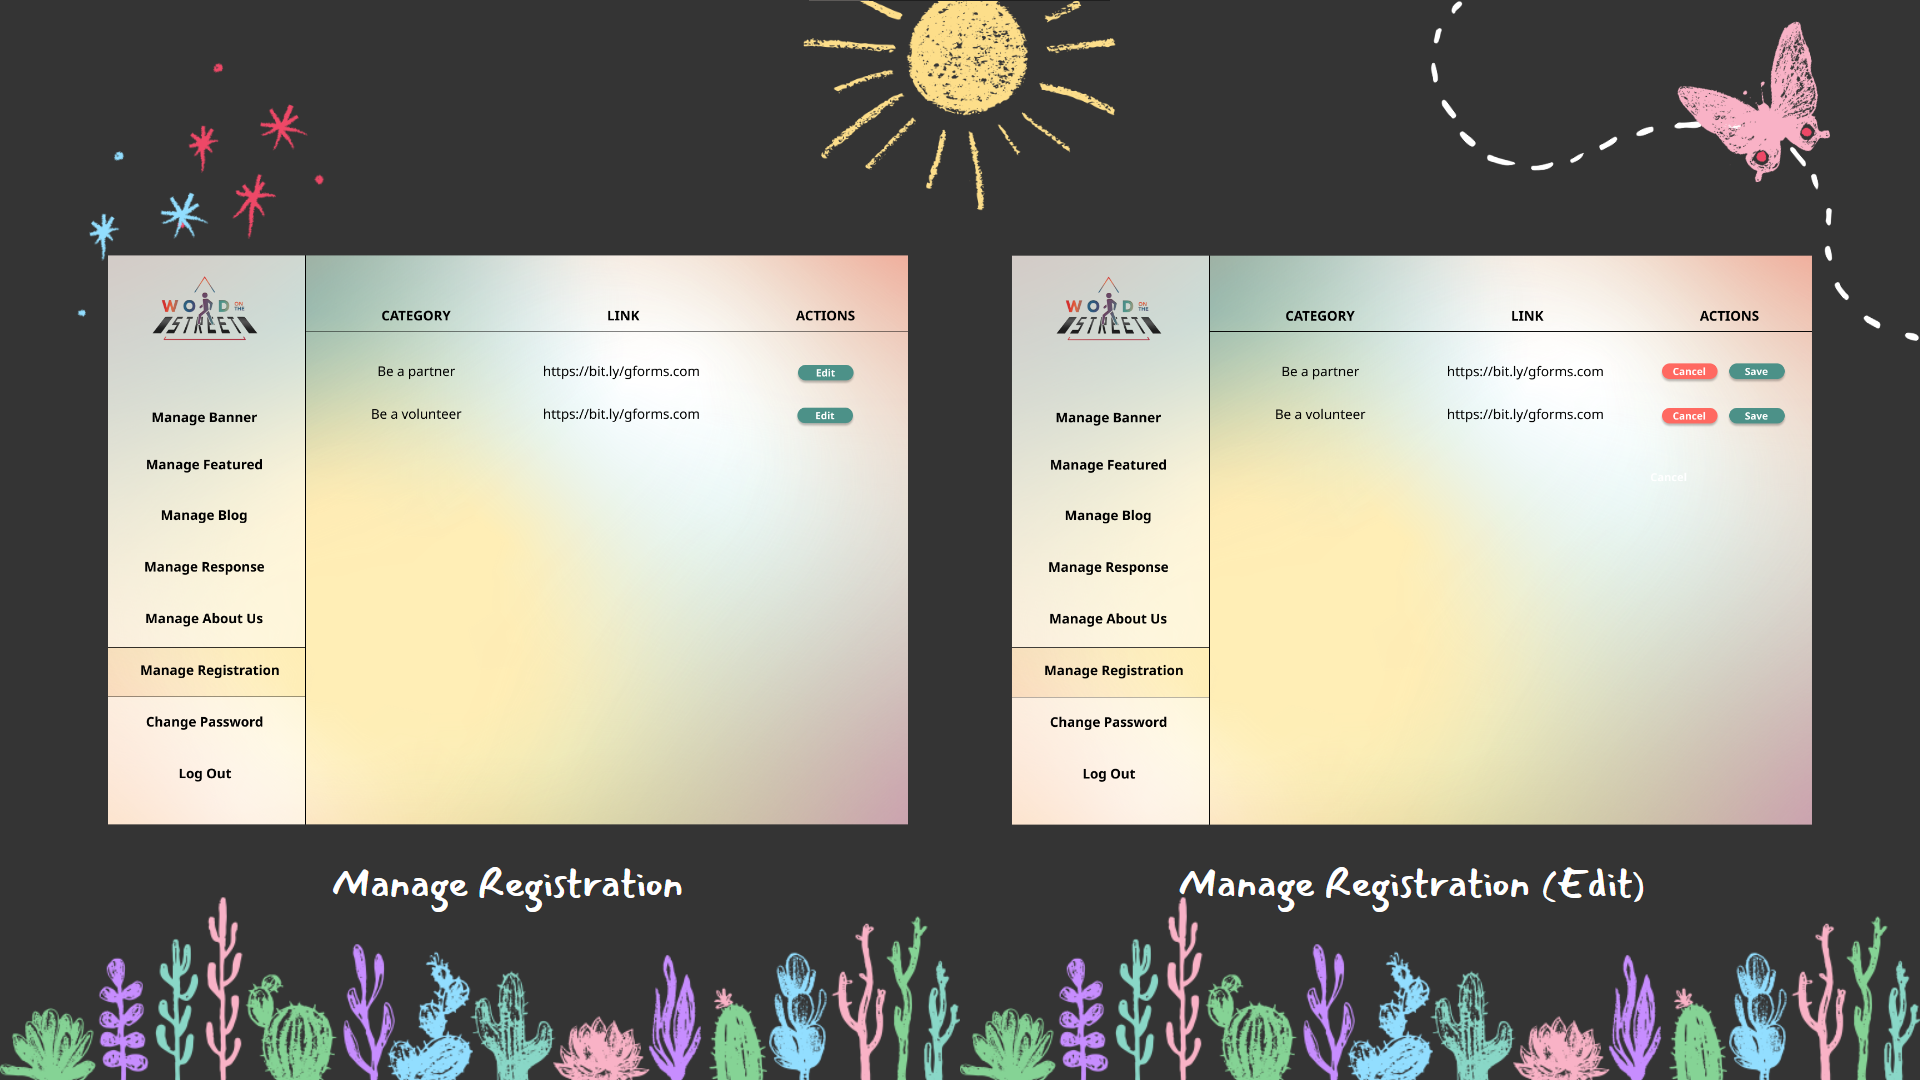 WORD ON THE
STREET
CATEGORY LINK ACTIONS
Be a partner https://bit.ly/gforms.com Edit
Be a volunteer https://bit.ly/gforms.com Edit
Manage Banner
Manage Featured
Manage Blog
Manage Response
Manage About Us
Manage Registration
Change Password
Log Out
Manage Registration
WORD ON THE
STREET
CATEGORY LINK ACTIONS
Be a partner https://bit.ly/gforms.com Cancel Save
Be a volunteer https://bit.ly/gforms.com Cancel Save
Cancel
Manage Banner
Manage Featured
Manage Blog
Manage Response
Manage About Us
Manage Registration
Change Password
Log Out
Manage Registration (Edit)